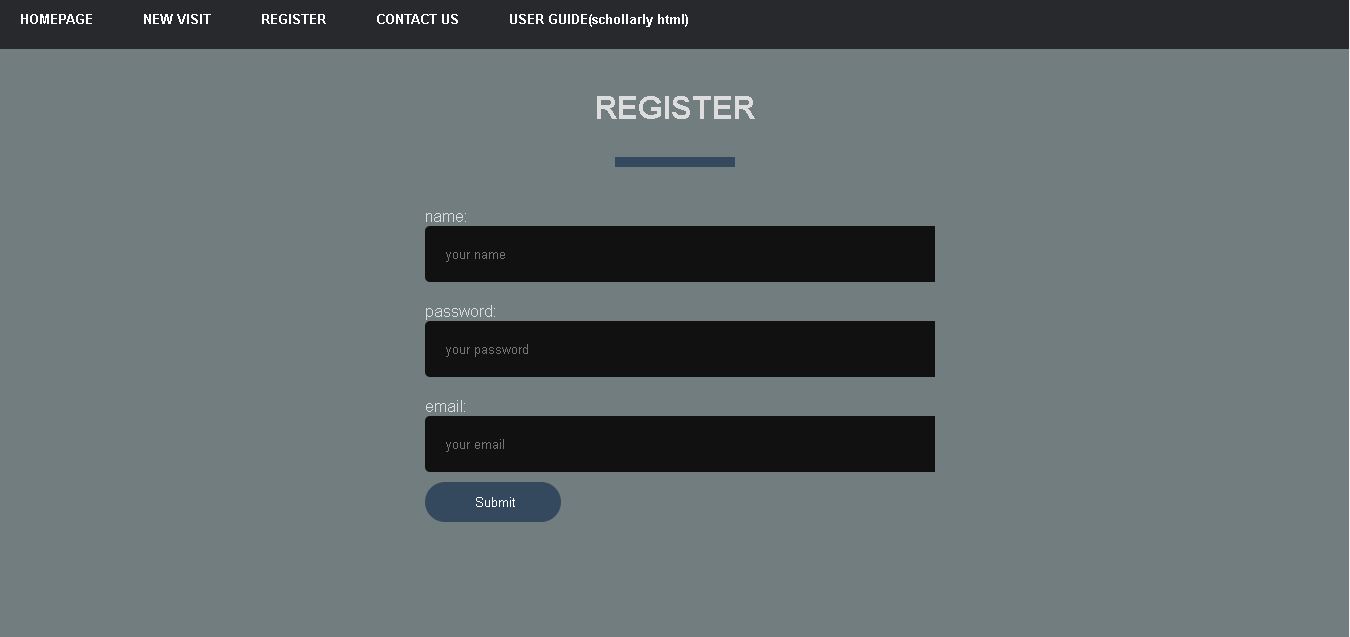 HOMEPAGE NEW VISIT REGISTER CONTACT US USER GUIDE(schollarly html)
REGISTER
name:
your name
password:
your password
email:
your email
Submit